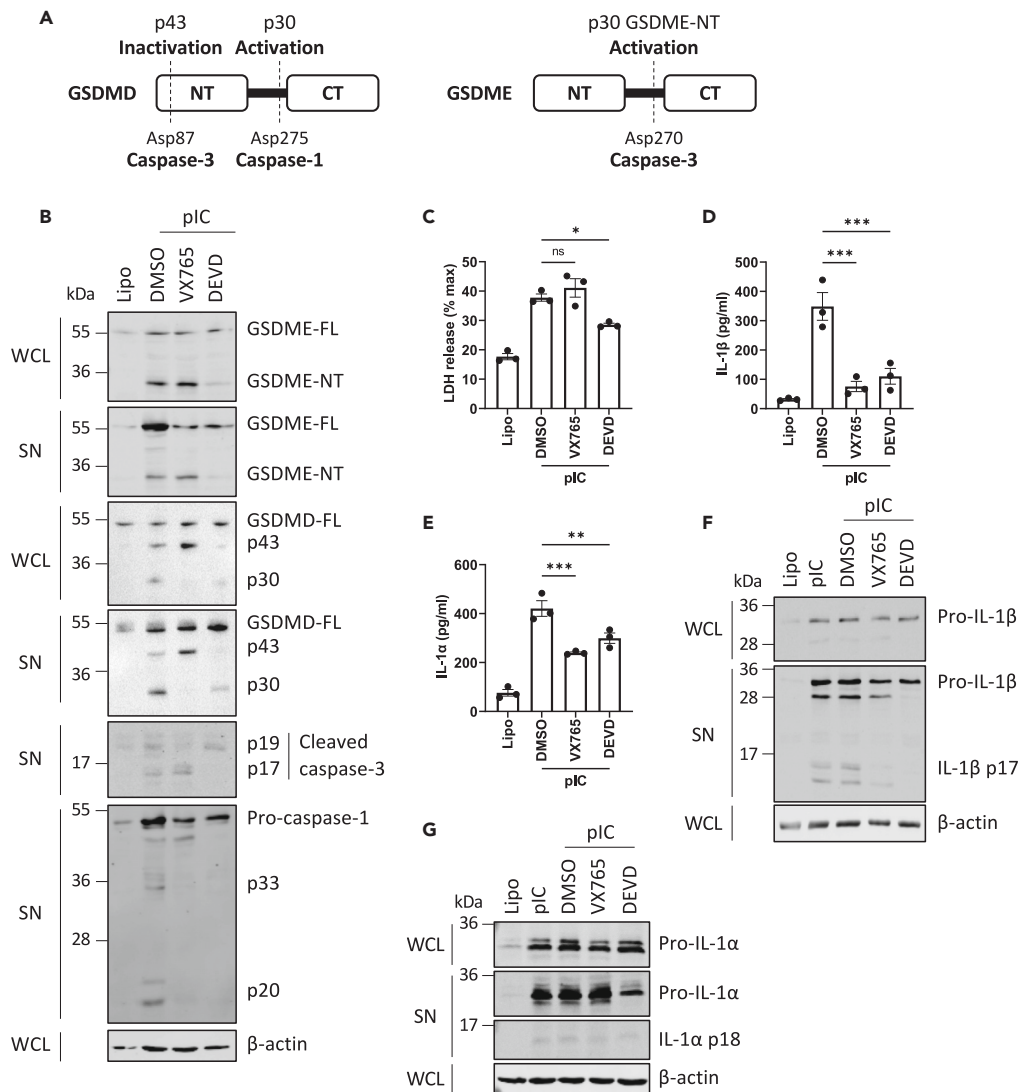 A
p43
Inactivation
p30
Activation
GSDMD
NT
CT
Asp87
Caspase-3
Asp275
Caspase-1
p30 GSDME-NT
Activation
GSDME
NT
CT
Asp270
Caspase-3
B
pIC
kDa
Lipo
DMSO
VX765
DEVD
WCL
55
36
GSDME-FL
GSDME-NT
SN
55
36
GSDME-FL
GSDME-NT
WCL
55
36
GSDMD-FL
p43
p30
SN
55
36
GSDMD-FL
p43
p30
SN
17
p19
p17
Cleaved
caspase-3
SN
55
36
28
Pro-caspase-1
p33
p20
WCL
β-actin
C
LDH release (% max)
50
40
30
20
10
0
ns
*
Lipo
DMSO
VX765
DEVD
pIC
D
IL-1β (pg/ml)
500
400
300
200
100
0
***
***
Lipo
DMSO
VX765
DEVD
pIC
E
IL-1α (pg/ml)
600
400
200
0
***
**
Lipo
DMSO
VX765
DEVD
pIC
F
pIC
kDa
Lipo
pIC
DMSO
VX765
DEVD
WCL
36
28
Pro-IL-1β
SN
36
28
17
Pro-IL-1β
IL-1β p17
WCL
β-actin
G
pIC
kDa
Lipo
pIC
DMSO
VX765
DEVD
WCL
36
Pro-IL-1α
SN
36
17
Pro-IL-1α
IL-1α p18
WCL
β-actin